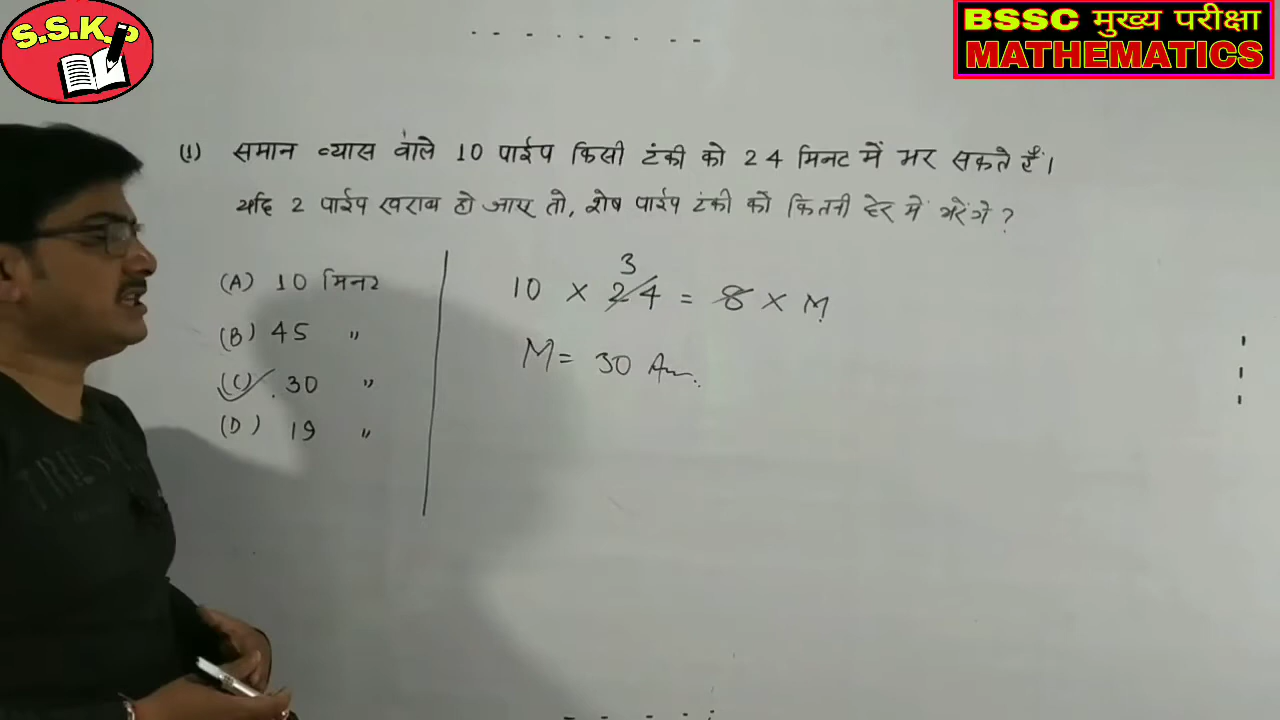 S.S.K.P
BSSC मुख्य परीक्षा
MATHEMATICS
(1) समान व्यास वाले 10 पाईप किसी टंकी को 24 मिनट में भर सकते हैं।
यदि 2 पाईप खराब हो जाए तो, शेष पाईप टंकी को कितनी देर में भरेंगे ?
(A) 10 मिनट
(B) 45 "
(C) 30 "
(D) 19 "
3
10 × 24 = 8 × M
M = 30 Ans.